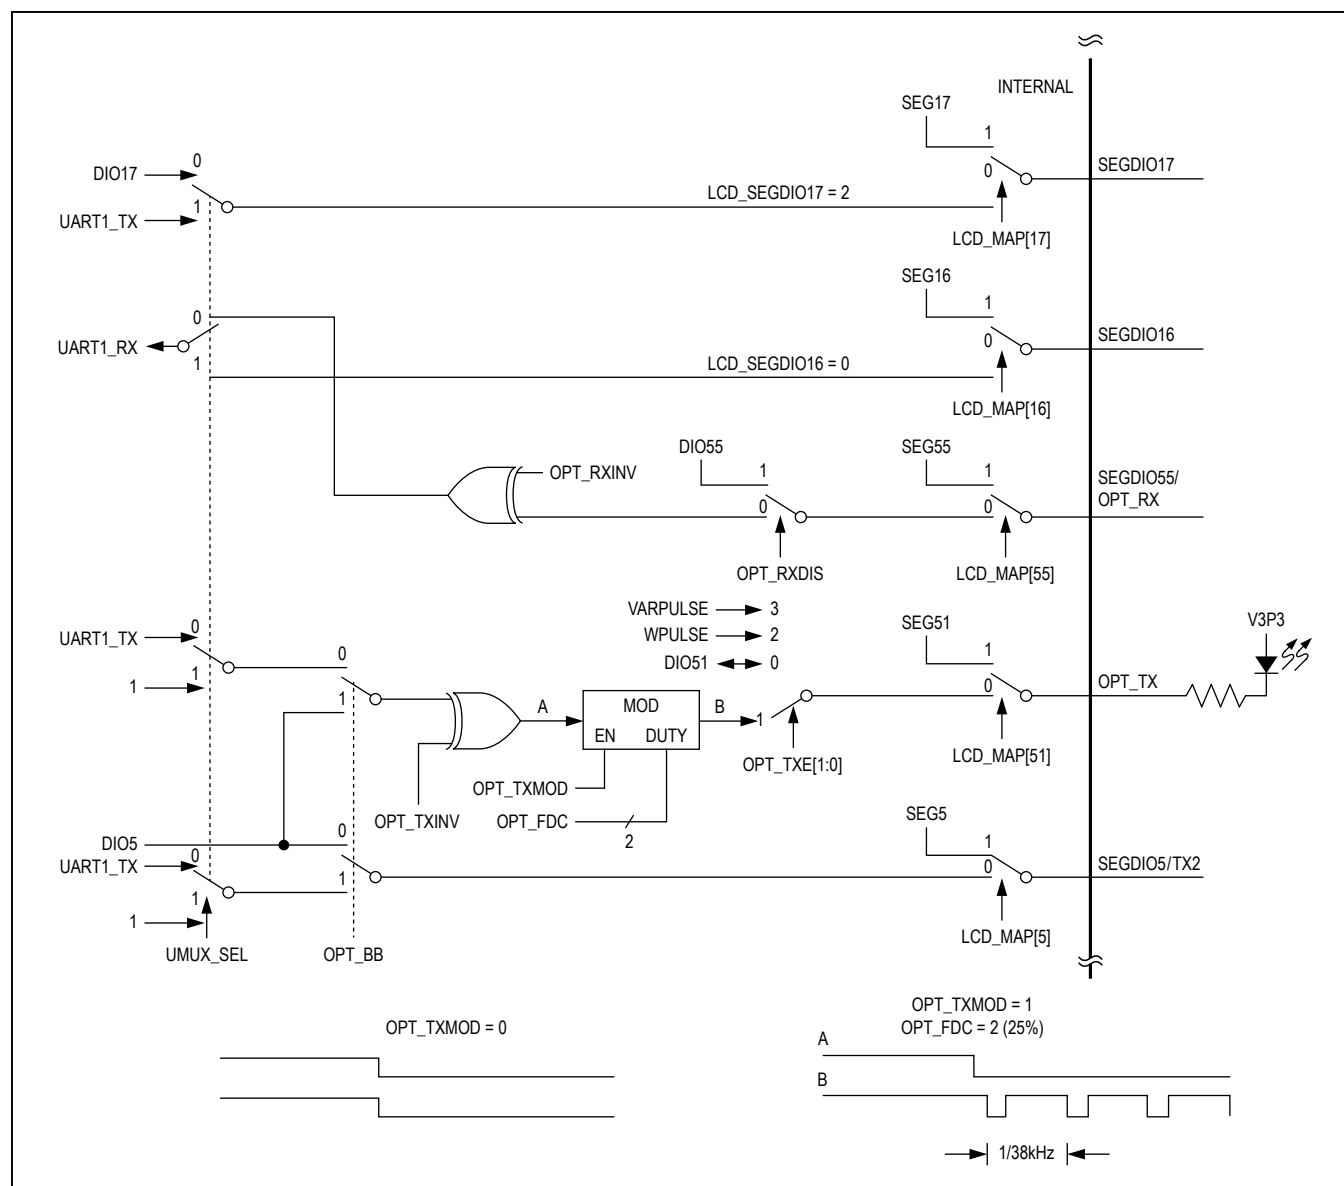 INTERNAL
SEG17
1
0
DIO17
0
SEGDIO17
LCD_SEGDIO17 = 2
1
UART1_TX
LCD_MAP[17]
SEG16
1
0
0
SEGDIO16
UART1_RX
1
LCD_SEGDIO16 = 0
LCD_MAP[16]
DIO55
SEG55
1
1
OPT_RXINV
SEGDIO55/
OPT_RX
0
0
OPT_RXDIS
LCD_MAP[55]
VARPULSE
3
UART1_TX
0
WPULSE
2
SEG51
V3P3
0
DIO51
0
1
1
1
OPT_TX
0
1
A
MOD
B
1
EN
DUTY
OPT_TXE[1:0]
LCD_MAP[51]
OPT_TXMOD
OPT_TXINV
OPT_FDC
2
SEG5
DIO5
0
1
UART1_TX
0
0
SEGDIO5/TX2
1
1
1
LCD_MAP[5]
UMUX_SEL
OPT_BB
OPT_TXMOD = 0
OPT_TXMOD = 1
OPT_FDC = 2 (25%)
A
B
1/38kHz